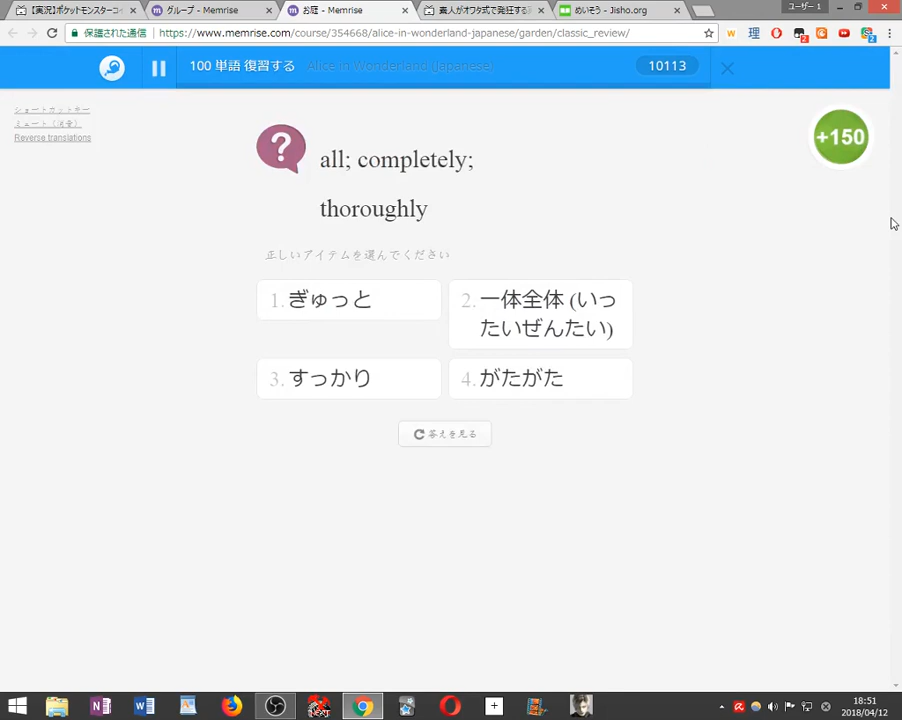 【実況】ポケットモンスターコ
グループ - Memrise
お庭 - Memrise
素人がオワタ式で発狂する
めいそう - Jisho.org
ユーザー 1
保護された通信
https://www.memrise.com/course/354668/alice-in-wonderland-japanese/garden/classic_review/
100 単語 復習する
Alice in Wonderland (Japanese)
10113
ショートカットキー
ミュート
Reverse translations
+150
?
all; completely;
thoroughly
正しいアイテムを選んでください
1. ぎゅっと
2. 一体全体 (いっ
たいぜんたい)
3. すっかり
4. がたがた
答えを見る
18:51
2018/04/12